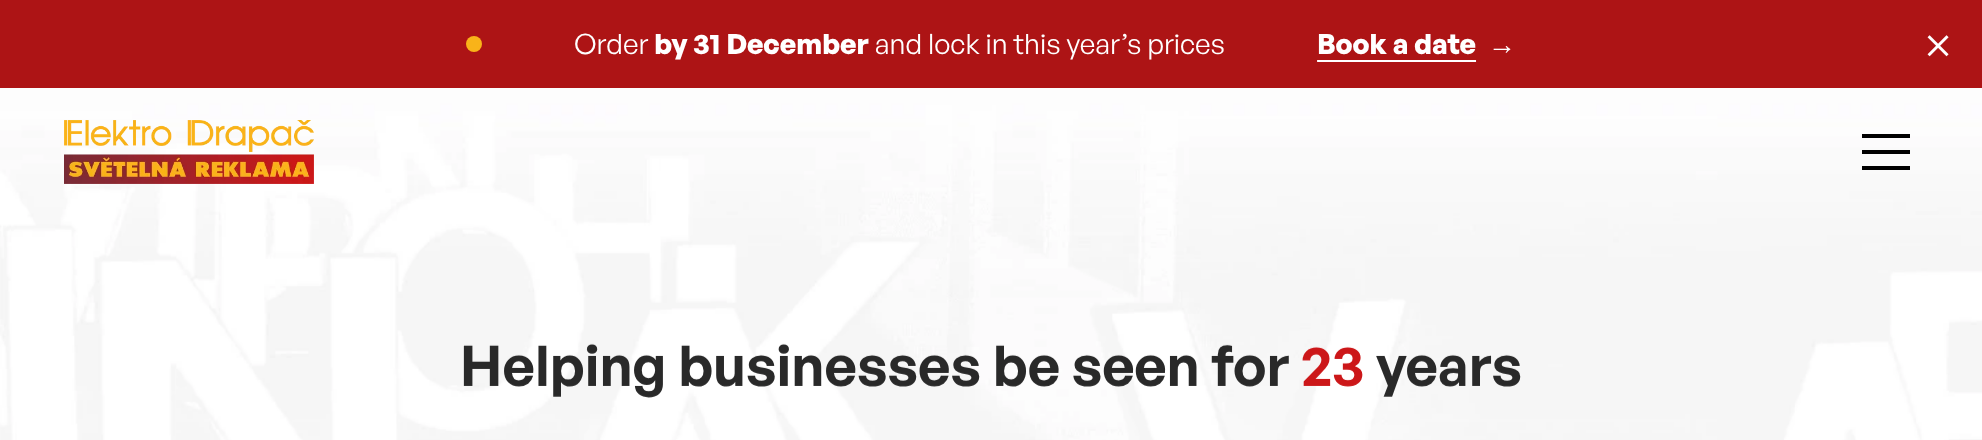 Order by 31 December and lock in this year’s prices Book a date →
Elektro Drapač
SVĚTELNÁ REKLAMA
Helping businesses be seen for 23 years